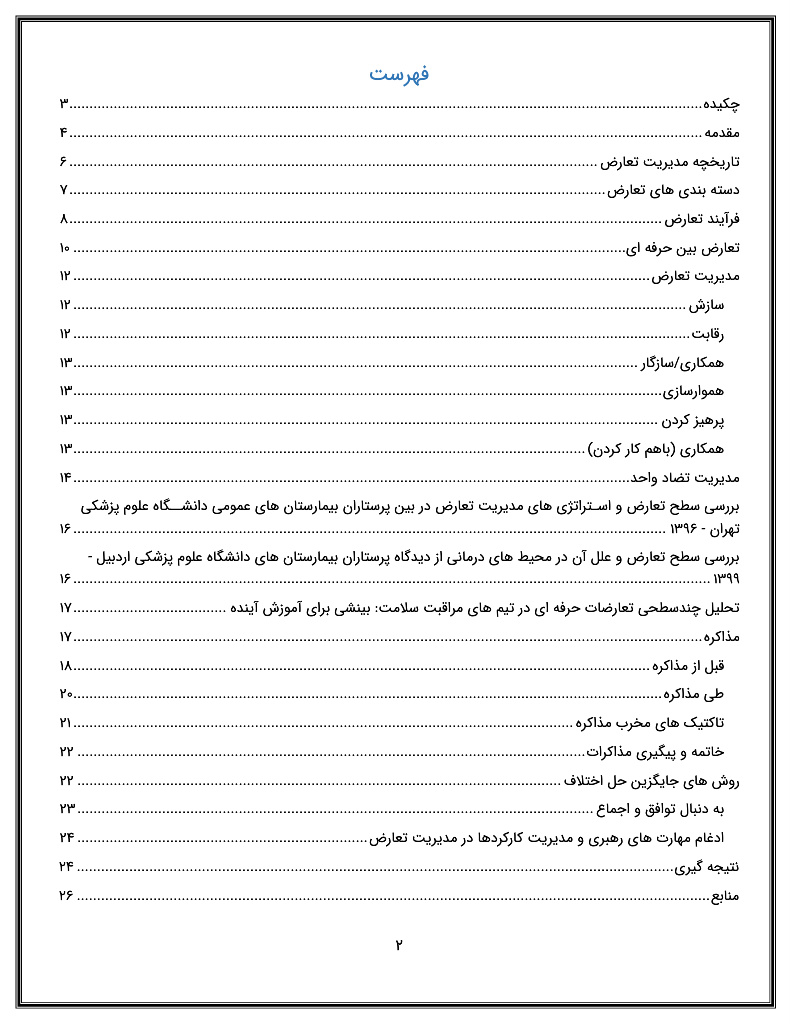 فهرست
چکیده ۳
مقدمه ۴
تاریخچه مدیریت تعارض ۶
دسته بندی های تعارض ۷
فرآیند تعارض ۸
تعارض بین حرفه ای ۱۰
مدیریت تعارض ۱۲
سازش ۱۲
رقابت ۱۲
همکاری/سازگار ۱۳
هموارسازی ۱۳
پرهیز کردن ۱۳
همکاری (باهم کار کردن) ۱۳
مدیریت تضاد واحد ۱۴
بررسی سطح تعارض و استراتژی های مدیریت تعارض در بین پرستاران بیمارستان های عمومی دانشــگاه علوم پزشکی
تهران - ۱۳۹۶ ۱۶
بررسی سطح تعارض و علل آن در محیط های درمانی از دیدگاه پرستاران بیمارستان های دانشگاه علوم پزشکی اردبیل -
۱۳۹۹ ۱۶
تحلیل چندسطحی تعارضات حرفه ای در تیم های مراقبت سلامت: بینشی برای آموزش آینده ۱۷
مذاکره ۱۷
قبل از مذاکره ۱۸
طی مذاکره ۲۰
تاکتیک های مخرب مذاکره ۲۱
خاتمه و پیگیری مذاکرات ۲۲
روش های جایگزین حل اختلاف ۲۲
به دنبال توافق و اجماع ۲۳
ادغام مهارت های رهبری و مدیریت کارکردها در مدیریت تعارض ۲۴
نتیجه گیری ۲۴
منابع ۲۶
۲